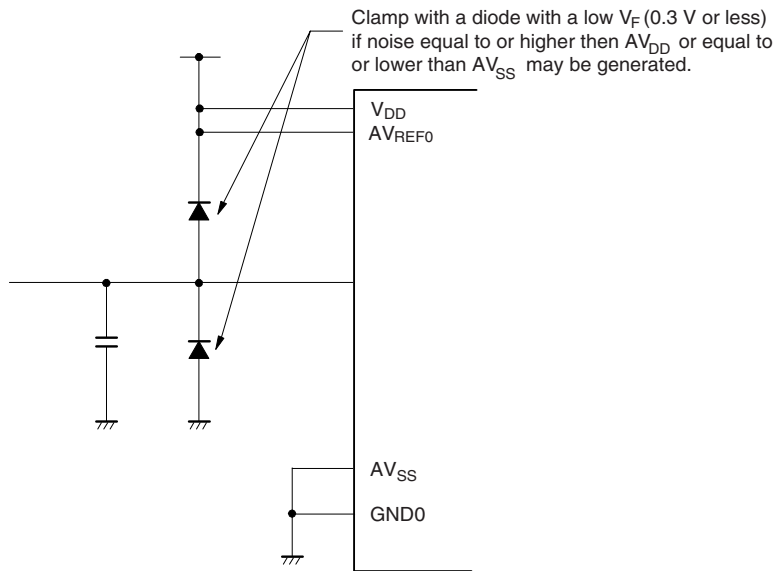 Clamp with a diode with a low VF (0.3 V or less)
if noise equal to or higher then AVDD or equal to
or lower than AVSS may be generated.
VDD
AVREF0
AVSS
GND0